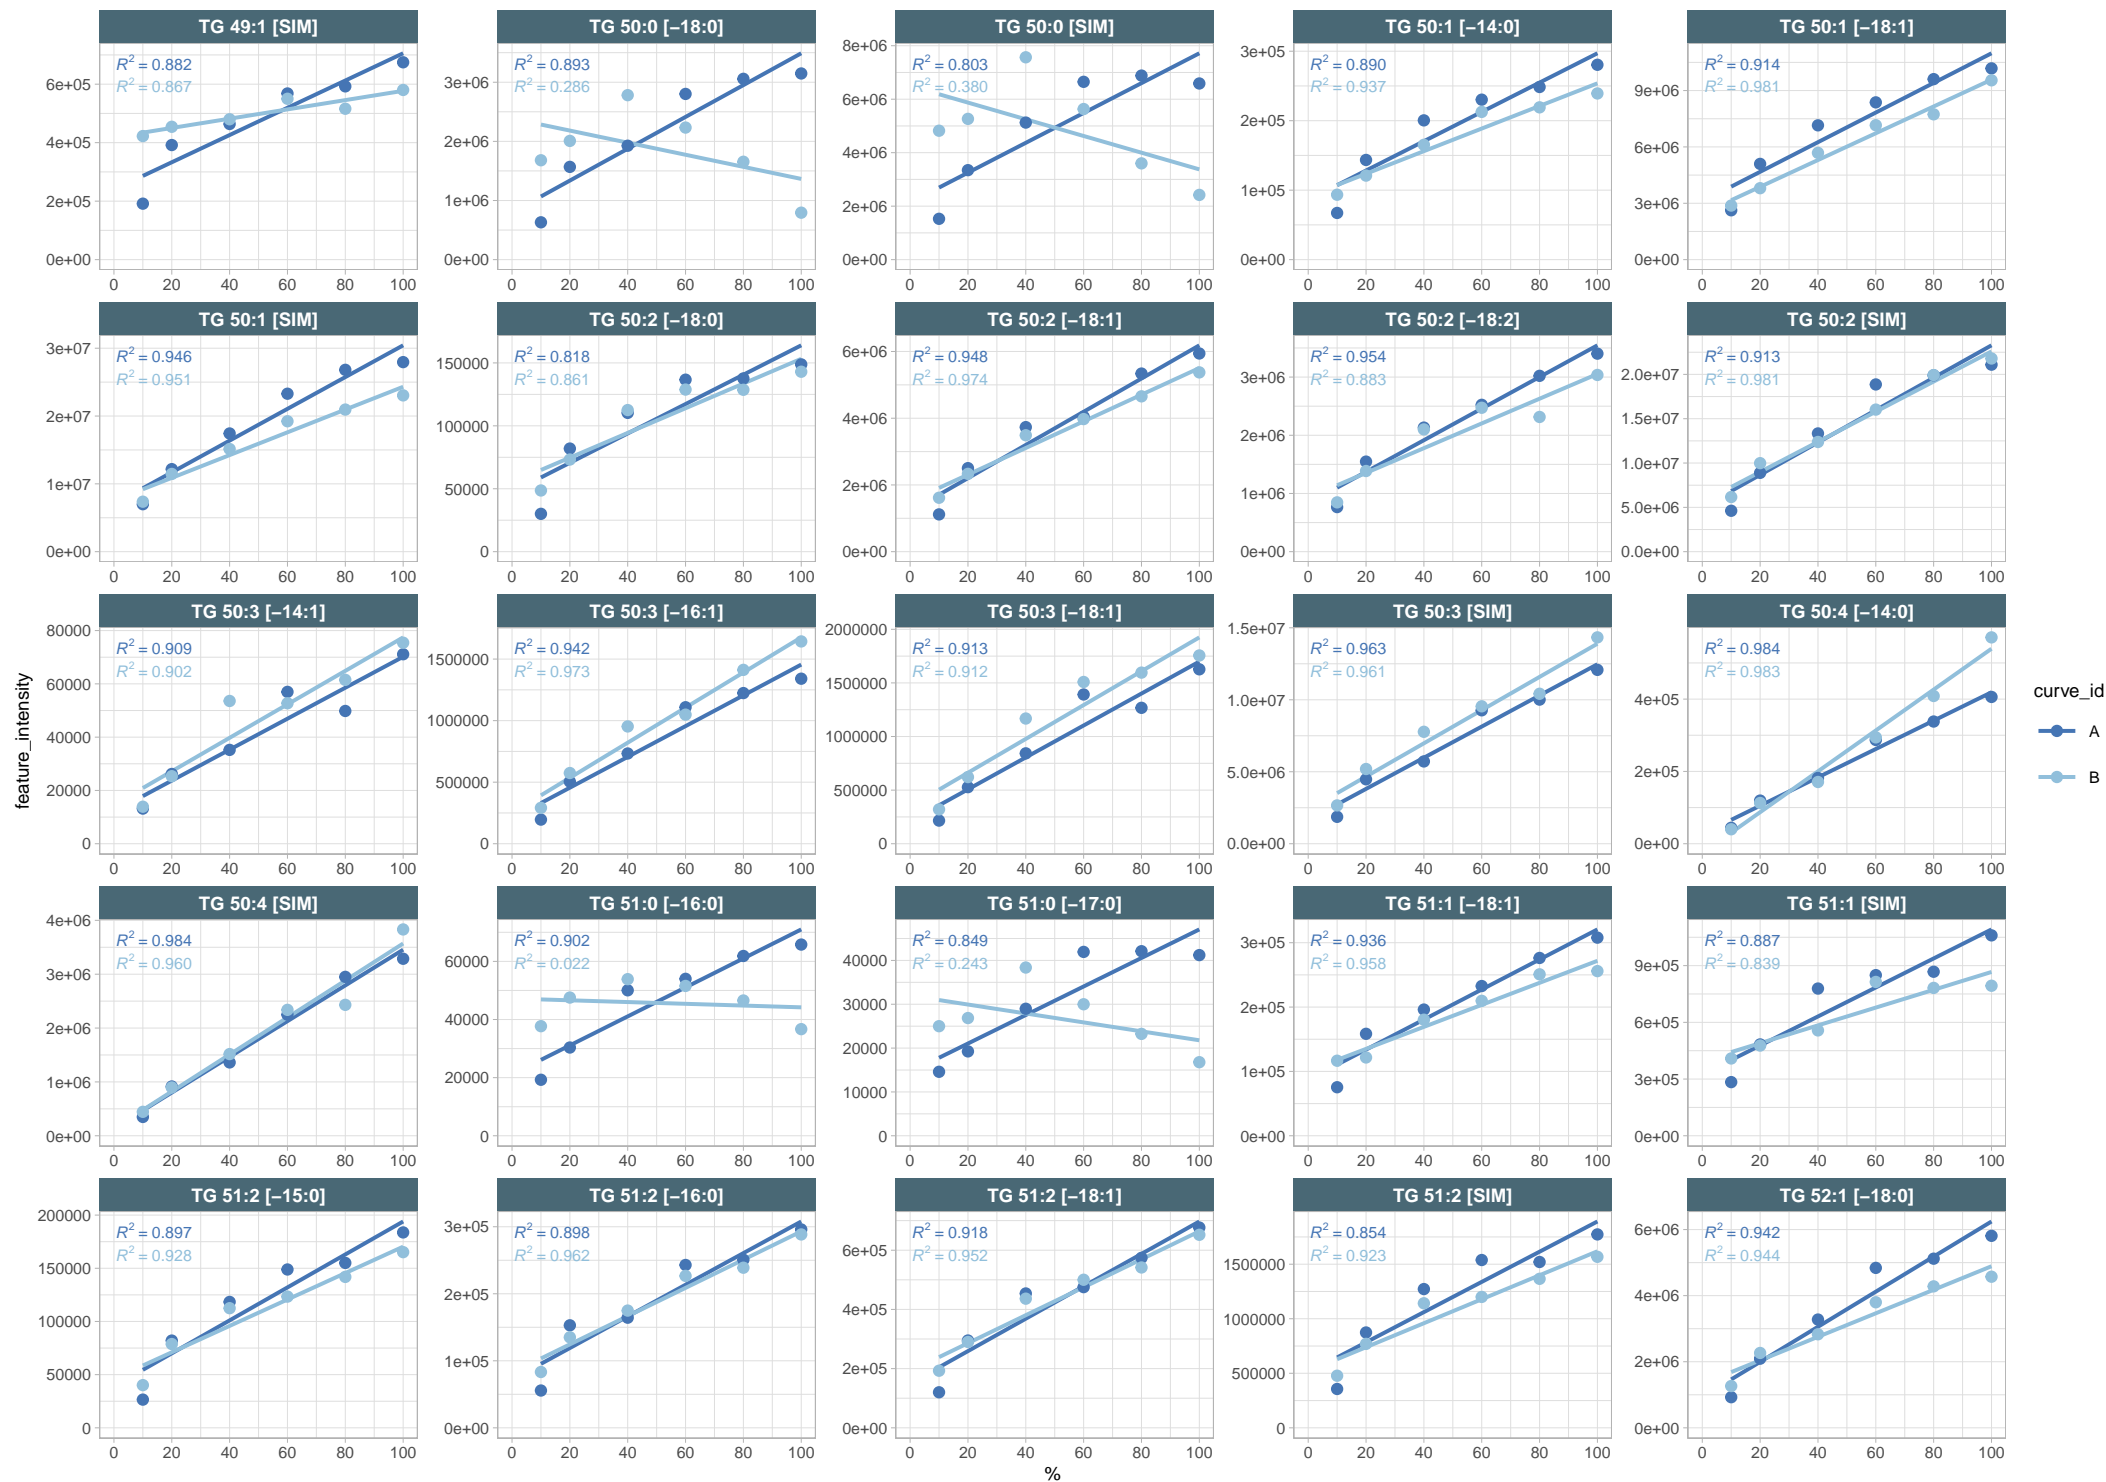 TG 49:1 [SIM]
TG 50:0 [−18:0]
TG 50:0 [SIM]
TG 50:1 [−14:0]
TG 50:1 [−18:1]
R² = 0.882
R² = 0.867
6e+05
4e+05
2e+05
0e+00
0 20 40 60 80 100
R² = 0.893
R² = 0.286
3e+06
2e+06
1e+06
0e+00
0 20 40 60 80 100
R² = 0.803
R² = 0.380
8e+06
6e+06
4e+06
2e+06
0e+00
0 20 40 60 80 100
R² = 0.890
R² = 0.937
3e+05
2e+05
1e+05
0e+00
0 20 40 60 80 100
R² = 0.914
R² = 0.981
9e+06
6e+06
3e+06
0e+00
0 20 40 60 80 100
TG 50:1 [SIM]
TG 50:2 [−18:0]
TG 50:2 [−18:1]
TG 50:2 [−18:2]
TG 50:2 [SIM]
R² = 0.946
R² = 0.951
3e+07
2e+07
1e+07
0e+00
0 20 40 60 80 100
R² = 0.818
R² = 0.861
150000
100000
50000
0
0 20 40 60 80 100
R² = 0.948
R² = 0.974
6e+06
4e+06
2e+06
0e+00
0 20 40 60 80 100
R² = 0.954
R² = 0.883
3e+06
2e+06
1e+06
0e+00
0 20 40 60 80 100
R² = 0.913
R² = 0.981
2.0e+07
1.5e+07
1.0e+07
5.0e+06
0.0e+00
0 20 40 60 80 100
TG 50:3 [−14:1]
TG 50:3 [−16:1]
TG 50:3 [−18:1]
TG 50:3 [SIM]
TG 50:4 [−14:0]
R² = 0.909
R² = 0.902
80000
60000
40000
20000
0
0 20 40 60 80 100
R² = 0.942
R² = 0.973
1500000
1000000
500000
0
0 20 40 60 80 100
R² = 0.913
R² = 0.912
2000000
1500000
1000000
500000
0
0 20 40 60 80 100
R² = 0.963
R² = 0.961
1.5e+07
1.0e+07
5.0e+06
0.0e+00
0 20 40 60 80 100
R² = 0.984
R² = 0.983
4e+05
2e+05
0e+00
0 20 40 60 80 100
feature_intensity
curve_id
A
B
TG 50:4 [SIM]
TG 51:0 [−16:0]
TG 51:0 [−17:0]
TG 51:1 [−18:1]
TG 51:1 [SIM]
R² = 0.984
R² = 0.960
4e+06
3e+06
2e+06
1e+06
0e+00
0 20 40 60 80 100
R² = 0.902
R² = 0.022
60000
40000
20000
0
0 20 40 60 80 100
R² = 0.849
R² = 0.243
40000
30000
20000
10000
0
0 20 40 60 80 100
R² = 0.936
R² = 0.958
3e+05
2e+05
1e+05
0e+00
0 20 40 60 80 100
R² = 0.887
R² = 0.839
9e+05
6e+05
3e+05
0e+00
0 20 40 60 80 100
TG 51:2 [−15:0]
TG 51:2 [−16:0]
TG 51:2 [−18:1]
TG 51:2 [SIM]
TG 52:1 [−18:0]
R² = 0.897
R² = 0.928
200000
150000
100000
50000
0
0 20 40 60 80 100
R² = 0.898
R² = 0.962
3e+05
2e+05
1e+05
0e+00
0 20 40 60 80 100
R² = 0.918
R² = 0.952
6e+05
4e+05
2e+05
0e+00
0 20 40 60 80 100
R² = 0.854
R² = 0.923
1500000
1000000
500000
0
0 20 40 60 80 100
R² = 0.942
R² = 0.944
6e+06
4e+06
2e+06
0e+00
0 20 40 60 80 100
%